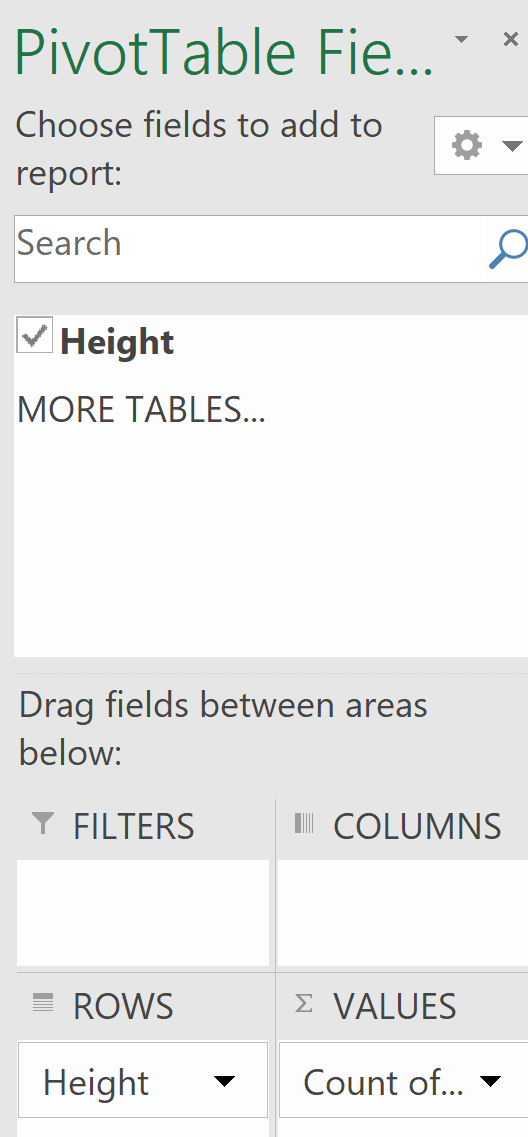 PivotTable Fie...
Choose fields to add to
report:
Search
Height
MORE TABLES...
Drag fields between areas
below:
FILTERS
COLUMNS
ROWS
VALUES
Height
Count of...